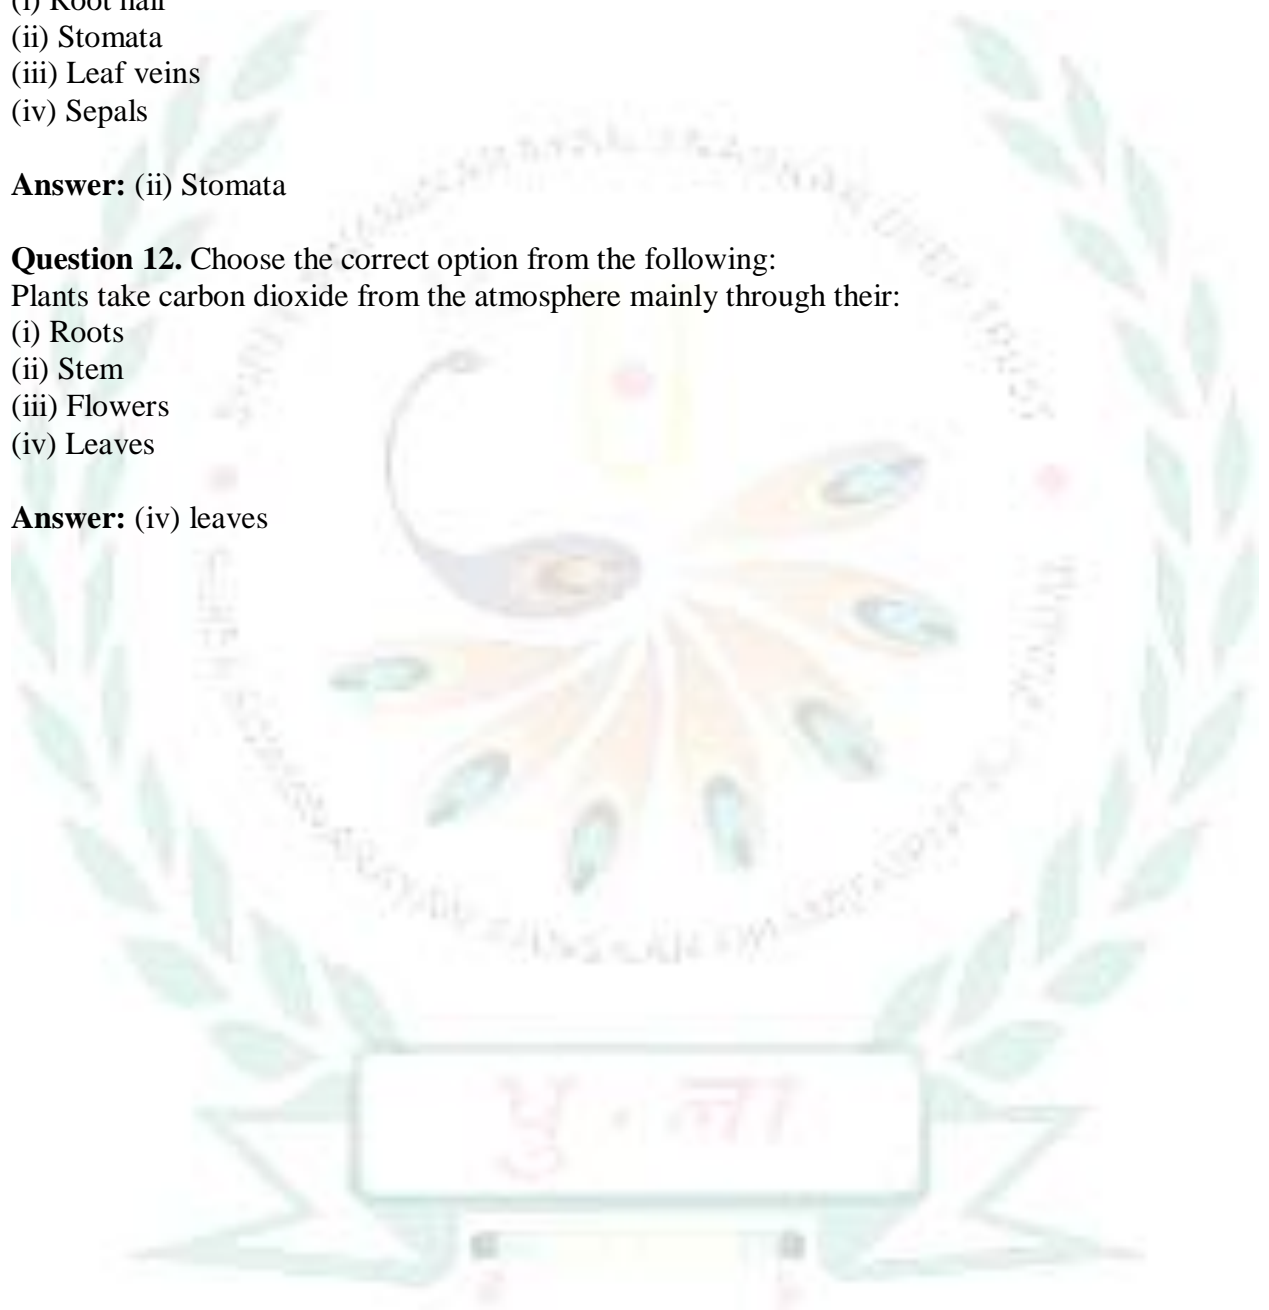 (i) Root hair
(ii) Stomata
(iii) Leaf veins
(iv) Sepals
Answer: (ii) Stomata
Question 12. Choose the correct option from the following:
Plants take carbon dioxide from the atmosphere mainly through their:
(i) Roots
(ii) Stem
(iii) Flowers
(iv) Leaves
Answer: (iv) leaves
पु • ना